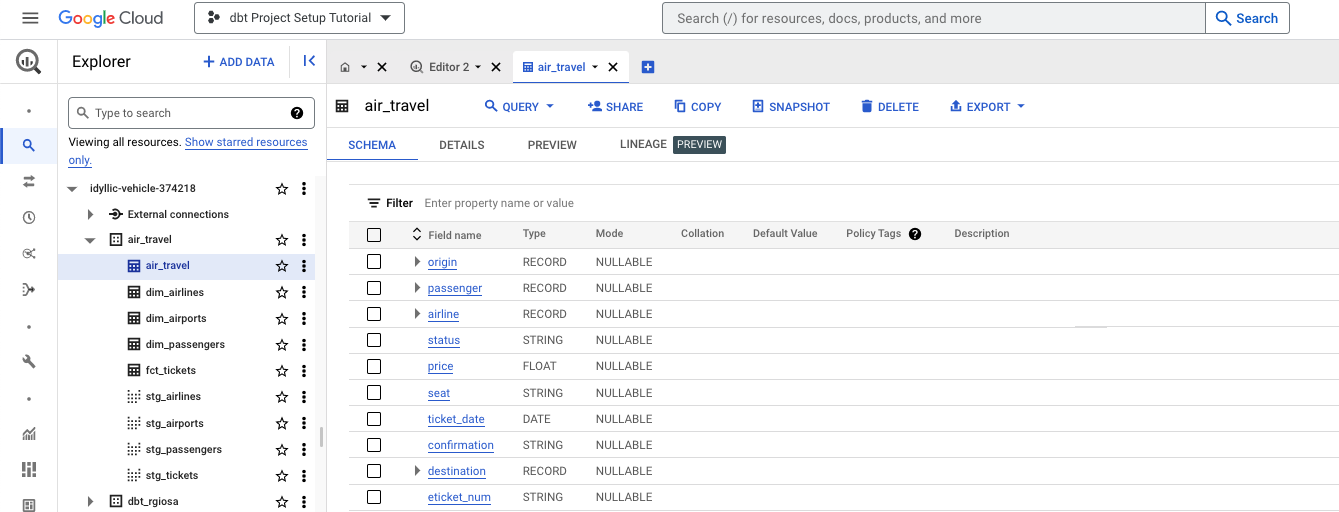 Google Cloud
dbt Project Setup Tutorial
Search (/) for resources, docs, products, and more
Search
Explorer
+ ADD DATA
Editor 2
air_travel
Type to search
Viewing all resources. Show starred resources
only.
idyllic-vehicle-374218
External connections
air_travel
air_travel
dim_airlines
dim_airports
dim_passengers
fct_tickets
stg_airlines
stg_airports
stg_passengers
stg_tickets
dbt_rgiosa
air_travel
QUERY
SHARE
COPY
SNAPSHOT
DELETE
EXPORT
SCHEMA
DETAILS
PREVIEW
LINEAGE PREVIEW
Filter Enter property name or value
Field name Type Mode Collation Default Value Policy Tags ? Description
origin RECORD NULLABLE
passenger RECORD NULLABLE
airline RECORD NULLABLE
status STRING NULLABLE
price FLOAT NULLABLE
seat STRING NULLABLE
ticket_date DATE NULLABLE
confirmation STRING NULLABLE
destination RECORD NULLABLE
eticket_num STRING NULLABLE